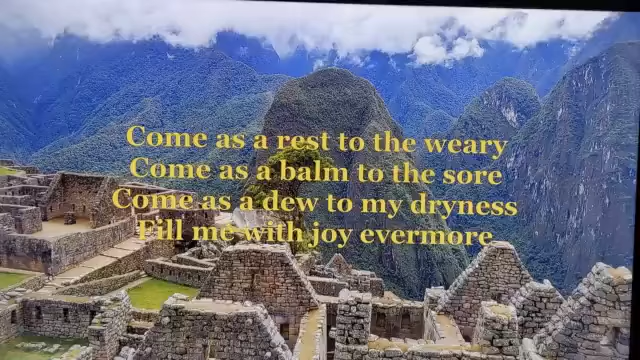 Come as a rest to the weary
Come as a balm to the sore
Come as a dew to my dryness
Fill me with joy evermore